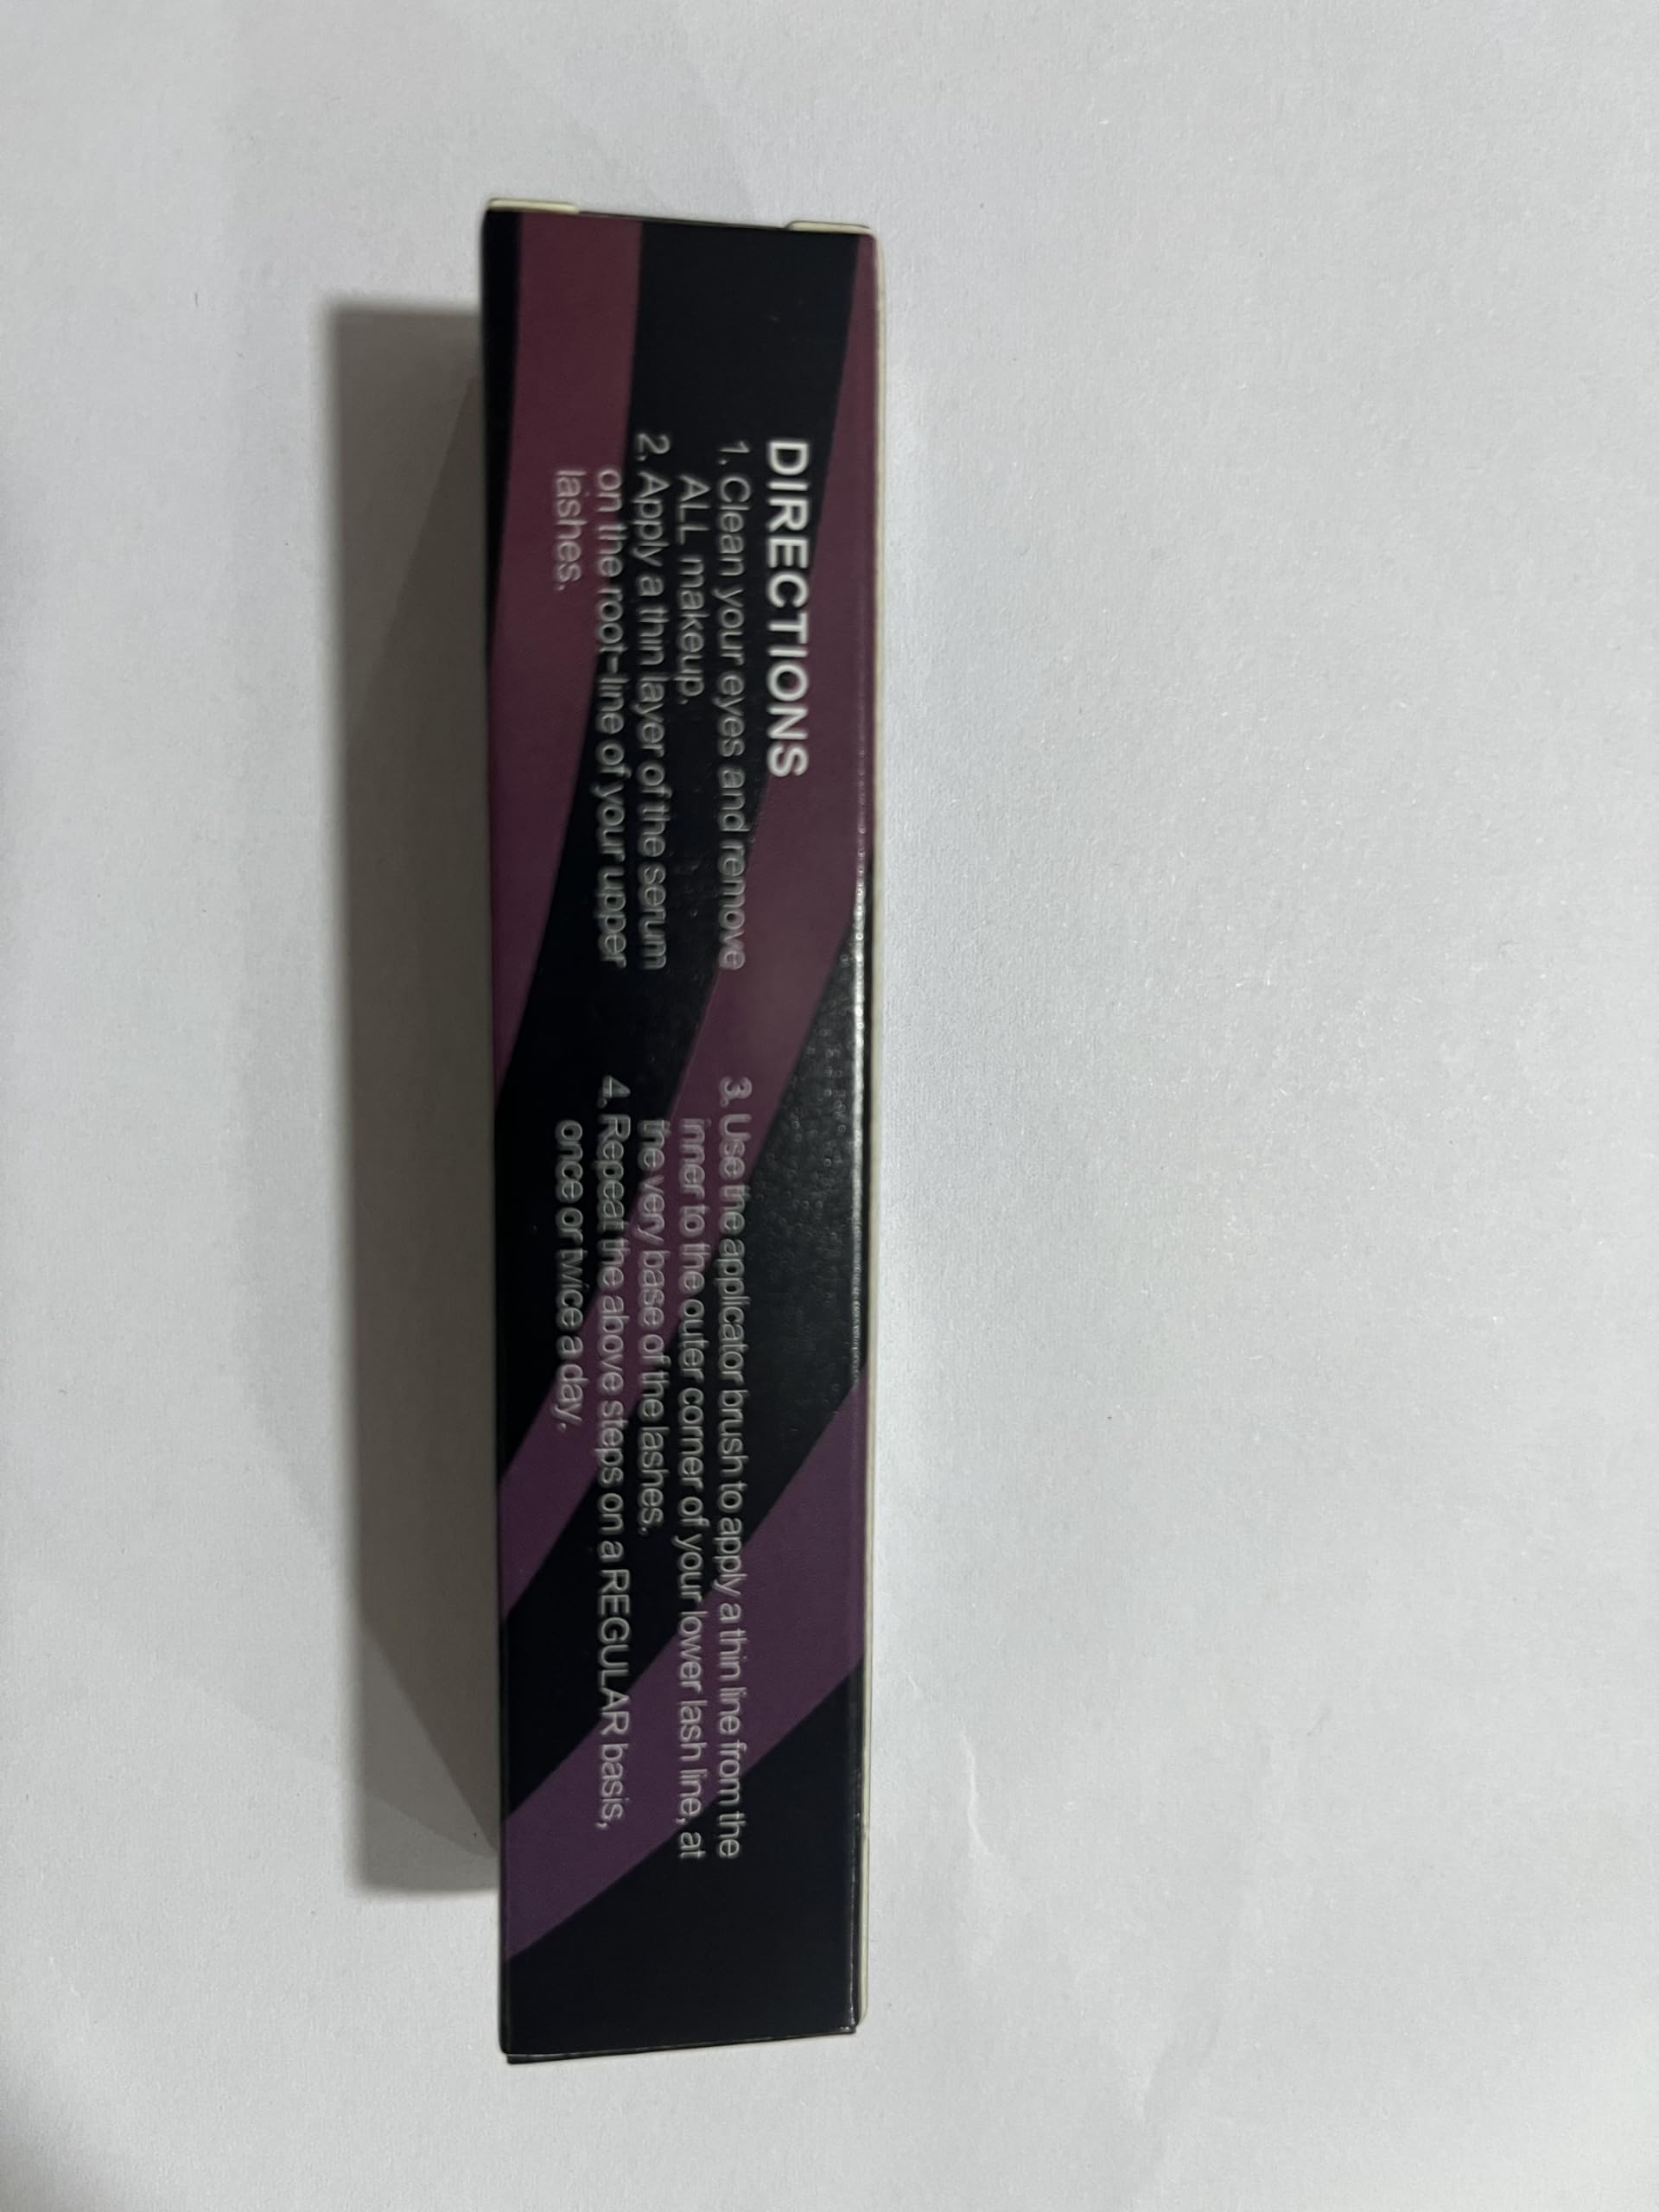 DIRECTIONS
1. Clean your eyes and remove
ALL makeup.
2. Apply a thin layer of the serum
on the root-line of your upper
lashes.
3. Use the applicator brush to apply a thin line from the
inner to the outer corner of your lower lash line, at
the very base of the lashes.
4. Repeat the above steps on a REGULAR basis,
once or twice a day.